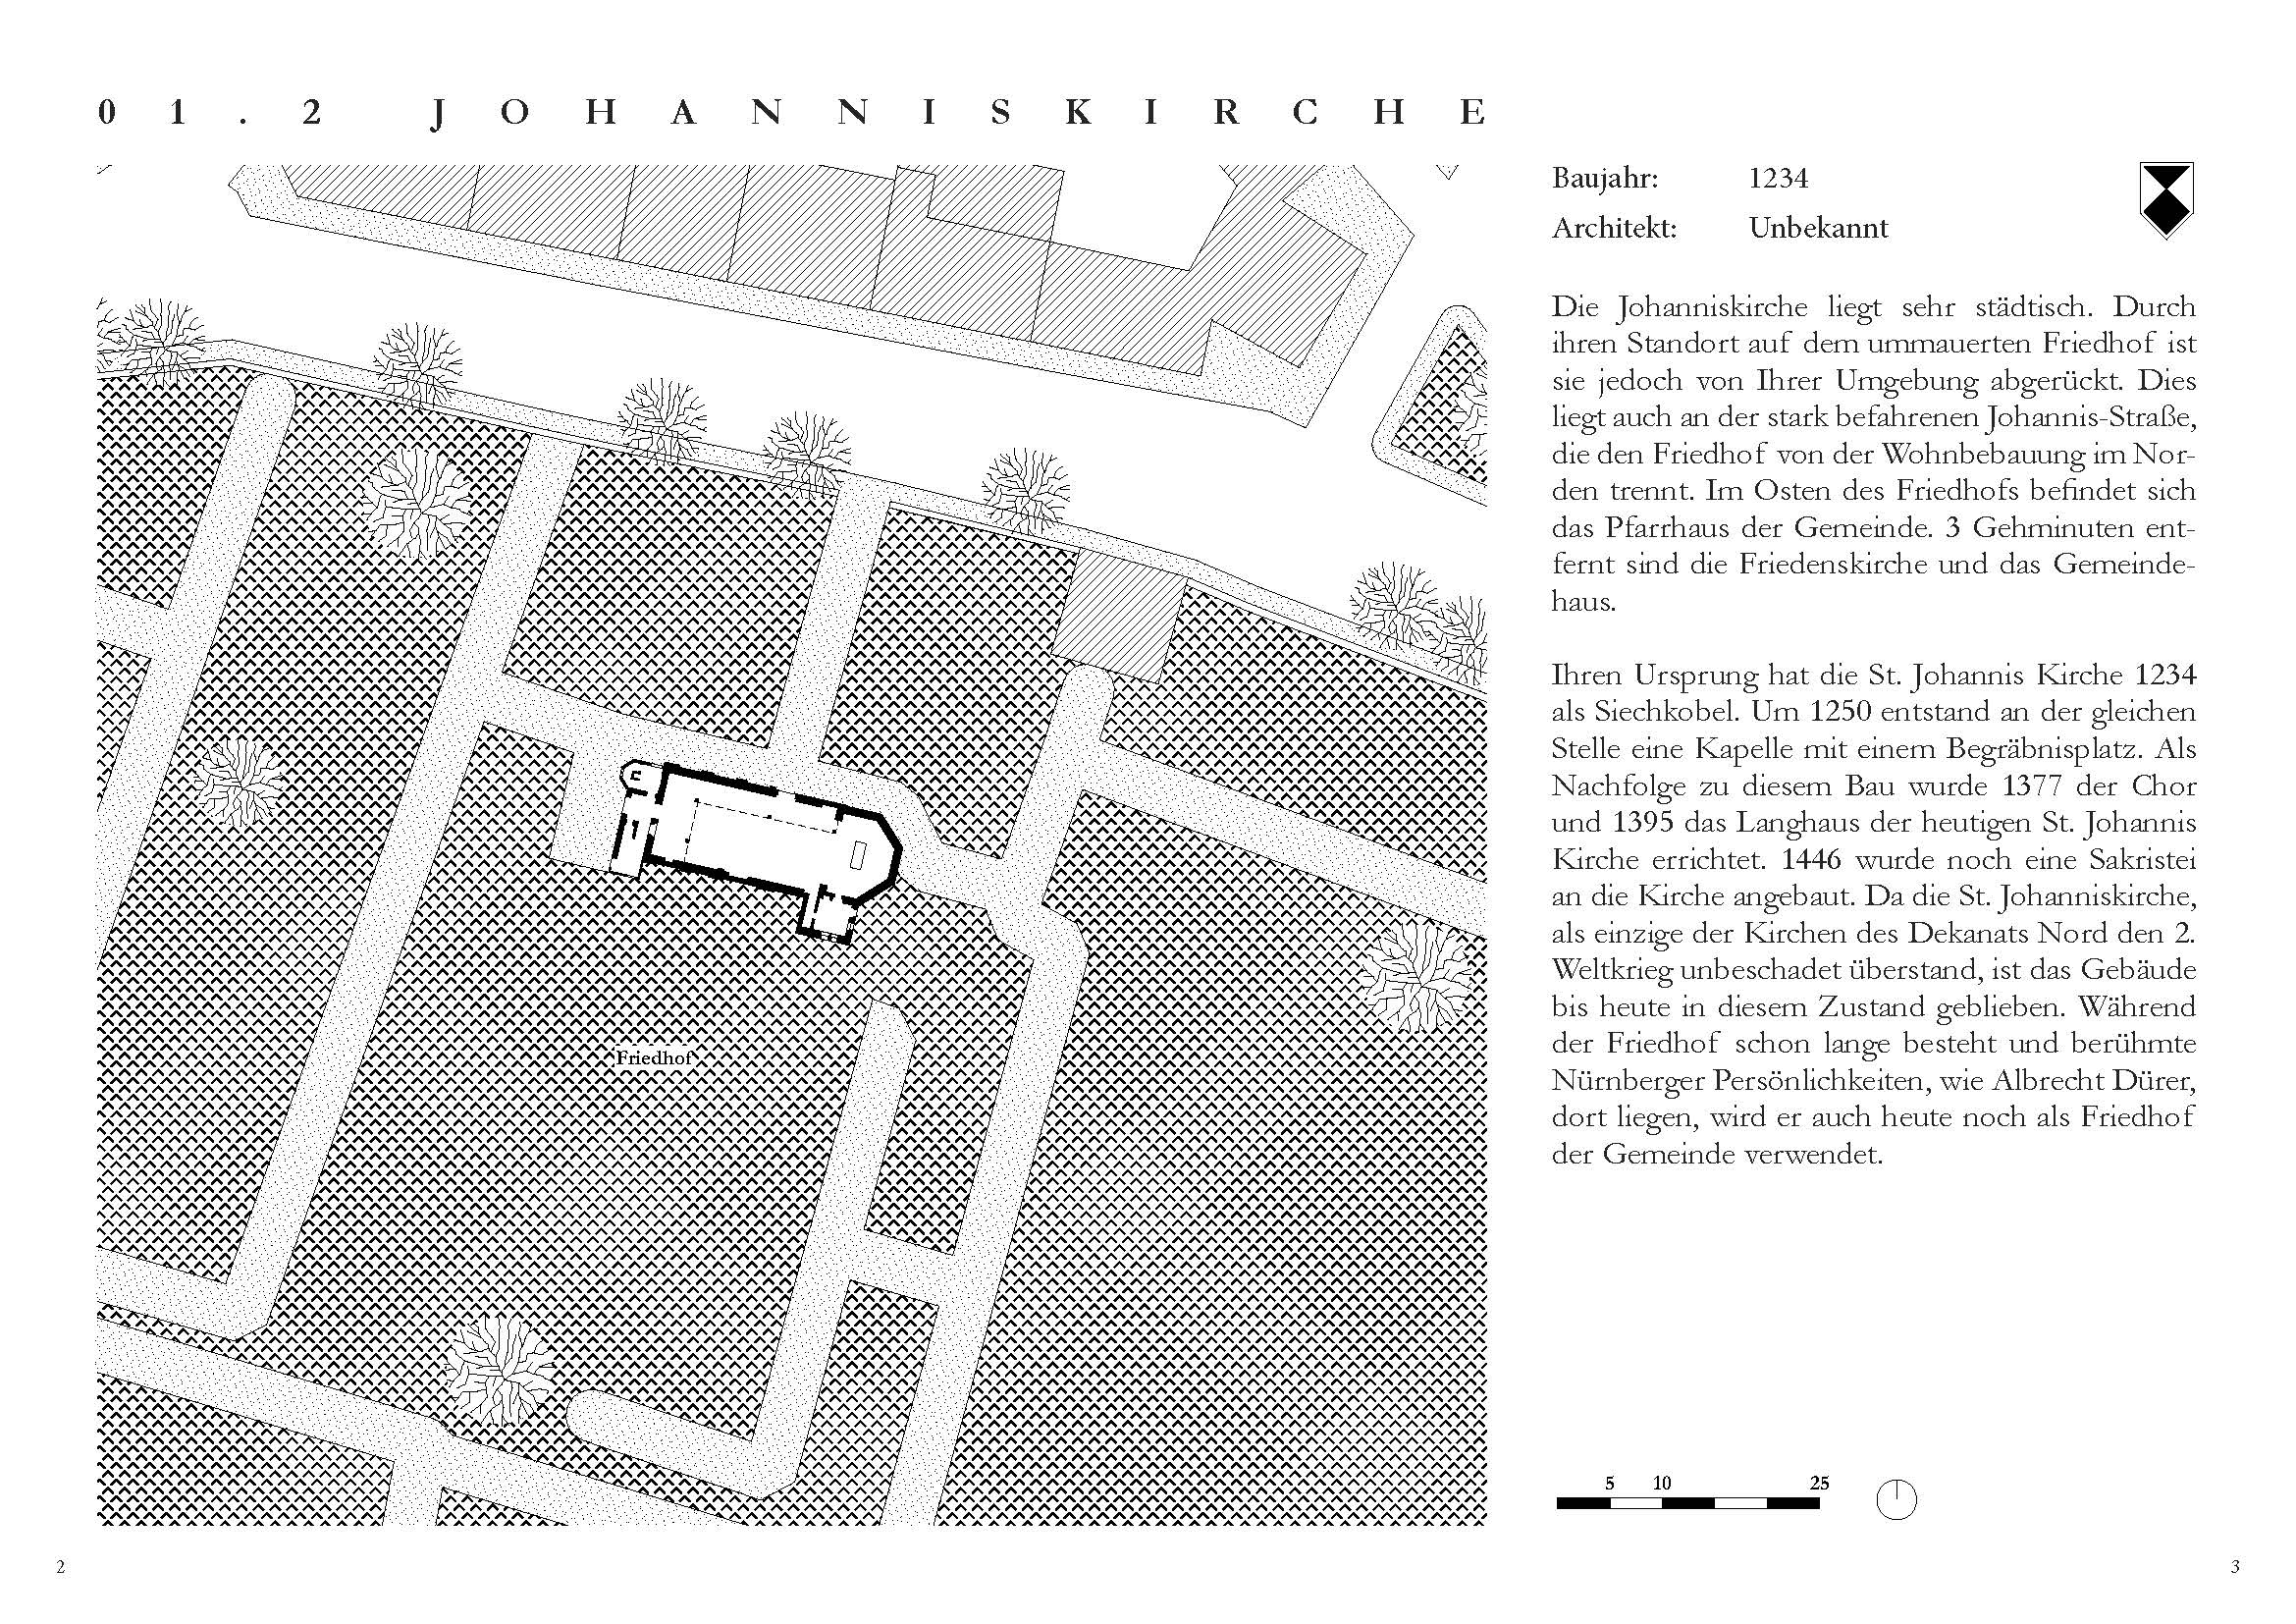 01.2 JOHANNISKIRCHE
Friedhof
Baujahr: 1234
Architekt: Unbekannt
Die Johanniskirche liegt sehr städtisch. Durch
ihren Standort auf dem ummauerten Friedhof ist
sie jedoch von Ihrer Umgebung abgerückt. Dies
liegt auch an der stark befahrenen Johannis-Straße,
die den Friedhof von der Wohnbebauung im Nor-
den trennt. Im Osten des Friedhofs befindet sich
das Pfarrhaus der Gemeinde. 3 Gehminuten ent-
fernt sind die Friedenskirche und das Gemeinde-
haus.
Ihren Ursprung hat die St. Johannis Kirche 1234
als Siechkobel. Um 1250 entstand an der gleichen
Stelle eine Kapelle mit einem Begräbnisplatz. Als
Nachfolge zu diesem Bau wurde 1377 der Chor
und 1395 das Langhaus der heutigen St. Johannis
Kirche errichtet. 1446 wurde noch eine Sakristei
an die Kirche angebaut. Da die St. Johanniskirche,
als einzige der Kirchen des Dekanats Nord den 2.
Weltkrieg unbeschadet überstand, ist das Gebäude
bis heute in diesem Zustand geblieben. Während
der Friedhof schon lange besteht und berühmte
Nürnberger Persönlichkeiten, wie Albrecht Dürer,
dort liegen, wird er auch heute noch als Friedhof
der Gemeinde verwendet.
5 10 25
2
3